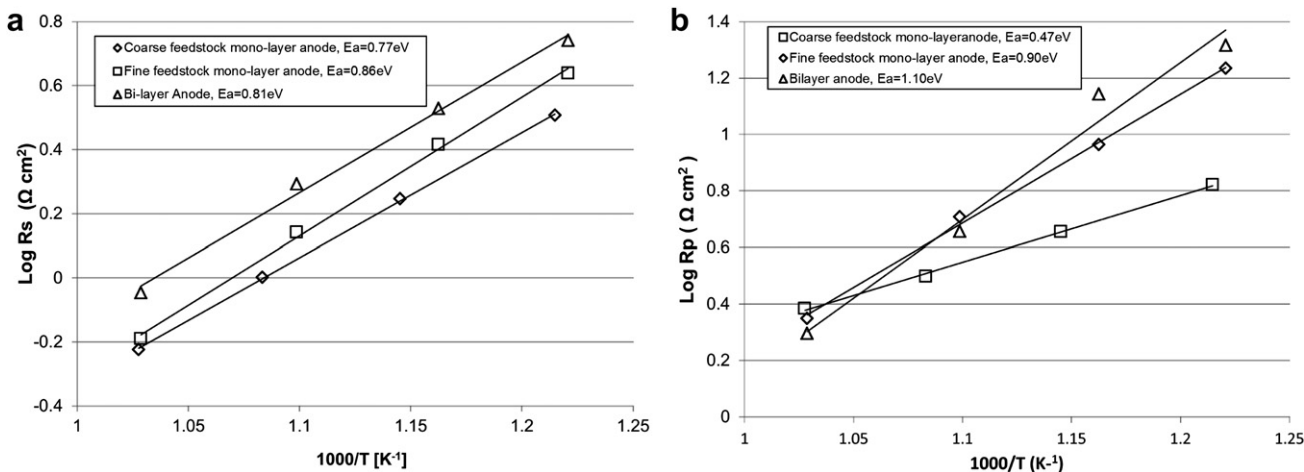 a
0.8
0.6
0.4
0.2
0
-0.2
-0.4
Log Rs (Ω cm²)
Coarse feedstock mono-layer anode, Ea=0.77eV
Fine feedstock mono-layer anode, Ea=0.86eV
Bi-layer Anode, Ea=0.81eV
1 1.05 1.1 1.15 1.2 1.25
1000/T [K⁻¹]
b
1.4
1.2
1
0.8
0.6
0.4
0.2
0
Log Rp ( Ω cm²)
Coarse feedstock mono-layeranode, Ea=0.47eV
Fine feedstock mono-layer anode, Ea=0.90eV
Bilayer anode, Ea=1.10eV
1 1.05 1.1 1.15 1.2 1.25
1000/T (K⁻¹)